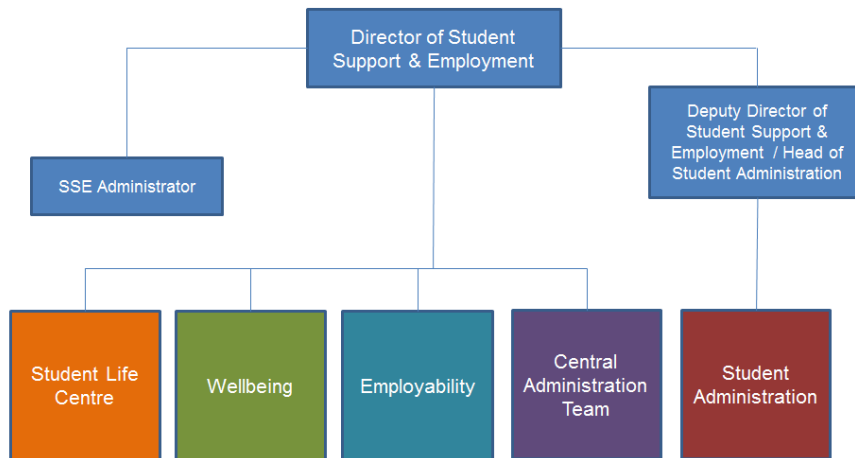 Director of Student
Support & Employment
Deputy Director of
Student Support &
Employment / Head of
Student Administration
SSE Administrator
Student Life
Centre
Wellbeing
Employability
Central
Administration
Team
Student
Administration